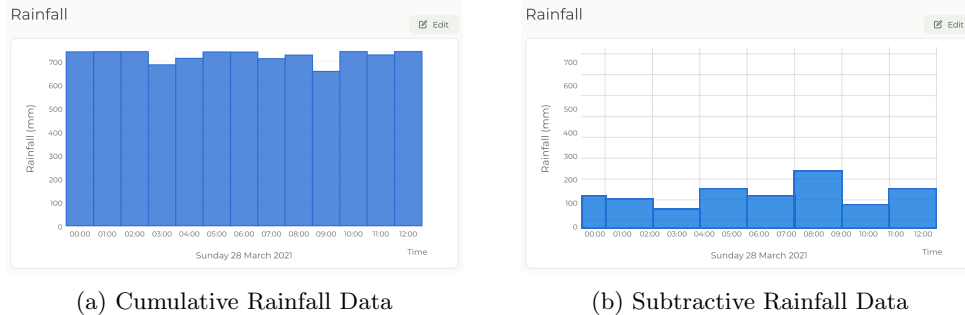 Rainfall
Edit
Rainfall (mm)
700
600
500
400
300
200
100
0
00:00 01:00 02:00 03:00 04:00 05:00 06:00 07:00 08:00 09:00 10:00 11:00 12:00
Sunday 28 March 2021
Time
(a) Cumulative Rainfall Data
Rainfall
Edit
Rainfall (mm)
700
600
500
400
300
200
100
0
00:00 01:00 02:00 03:00 04:00 05:00 06:00 07:00 08:00 09:00 10:00 11:00 12:00
Sunday 28 March 2021
Time
(b) Subtractive Rainfall Data